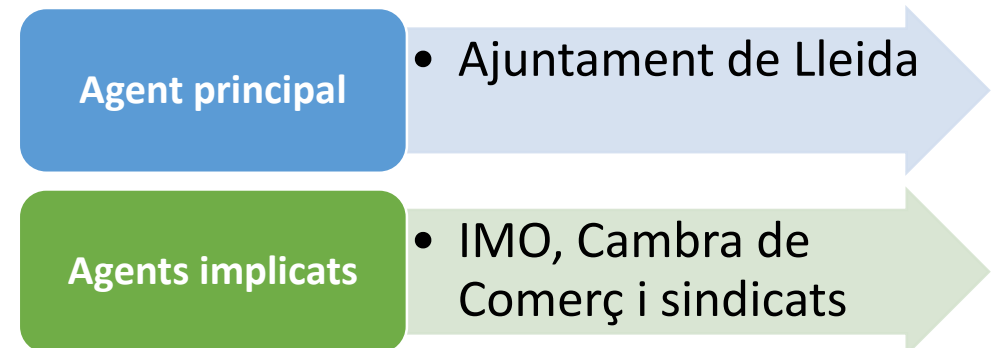 Agent principal
• Ajuntament de Lleida
Agents implicats
• IMO, Cambra de
Comerç i sindicats